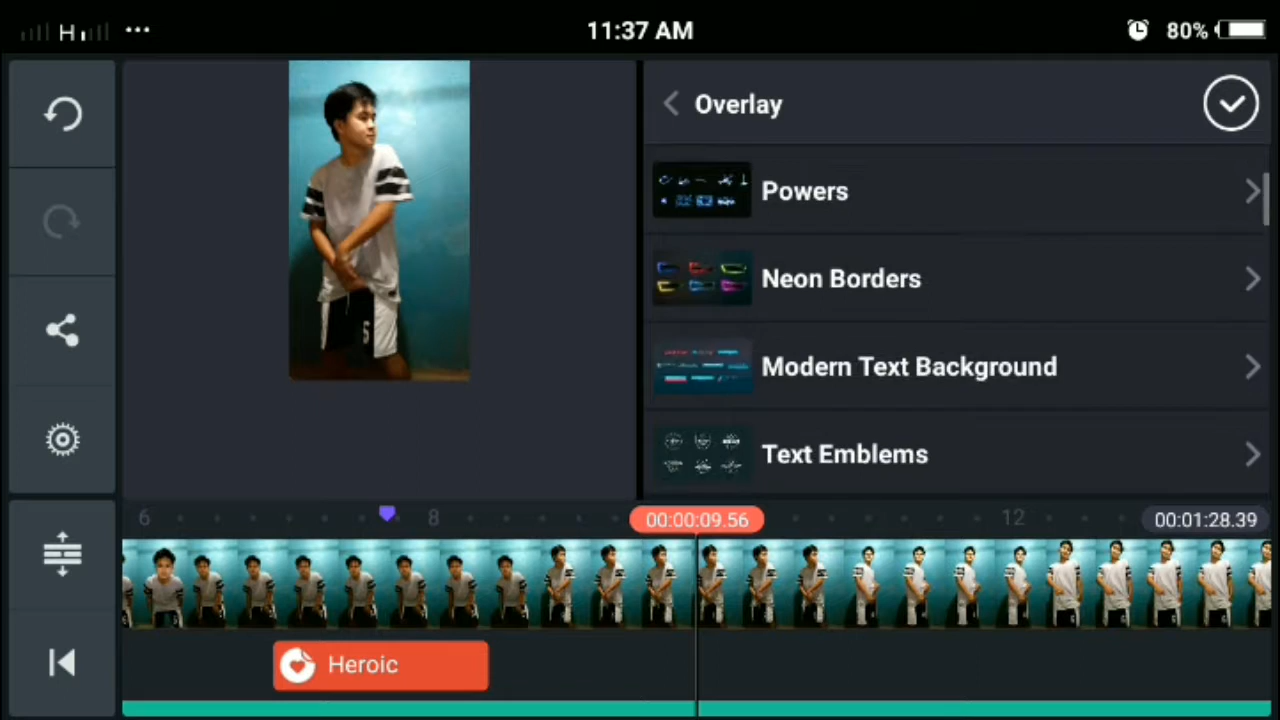 H
11:37 AM
80%
Overlay
Powers
Neon Borders
Modern Text Background
Text Emblems
6
8
00:00:09.56
12
00:01:28.39
Heroic